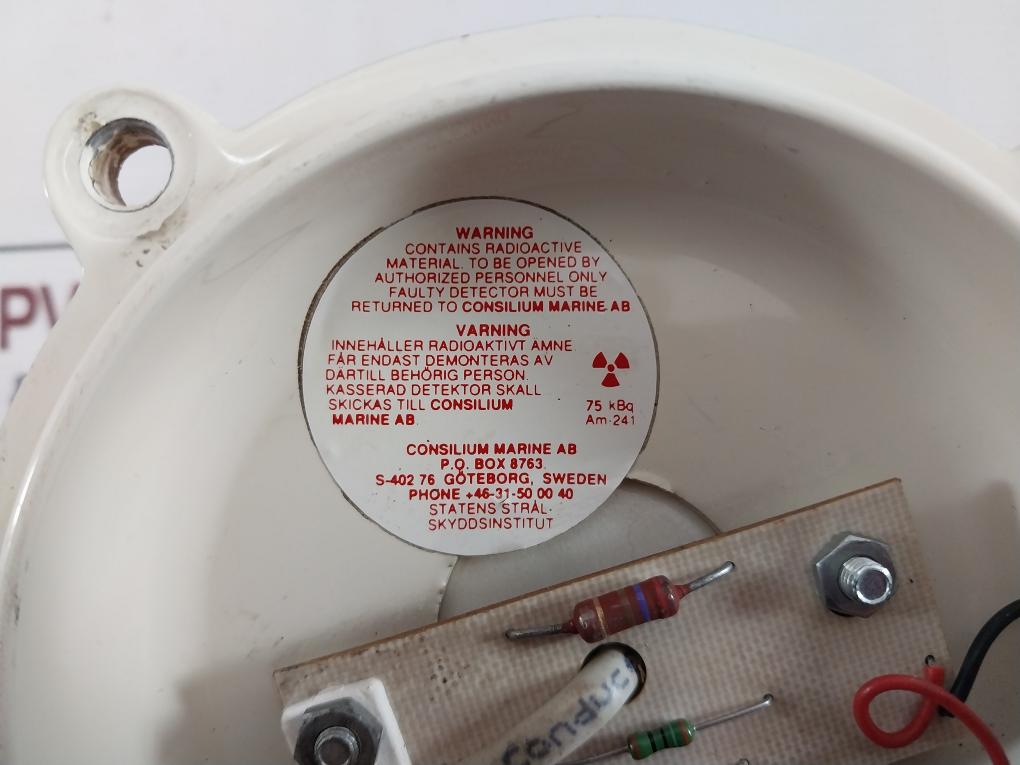 WARNING
CONTAINS RADIOACTIVE
MATERIAL. TO BE OPENED BY
AUTHORIZED PERSONNEL ONLY
FAULTY DETECTOR MUST BE
RETURNED TO CONSILIUM MARINE AB
VARNING
INNEHÅLLER RADIOAKTIVT ÄMNE.
FÅR ENDAST DEMONTERAS AV
DÄRTILL BEHÖRIG PERSON.
KASSERAD DETEKTOR SKALL
SKICKAS TILL CONSILIUM
MARINE AB.
75 kBq
Am-241
CONSILIUM MARINE AB
P.O. BOX 8763
S-402 76 GÖTEBORG, SWEDEN
PHONE +46-31-50 00 40
STATENS STRÅL-
SKYDDSINSTITUT
PV